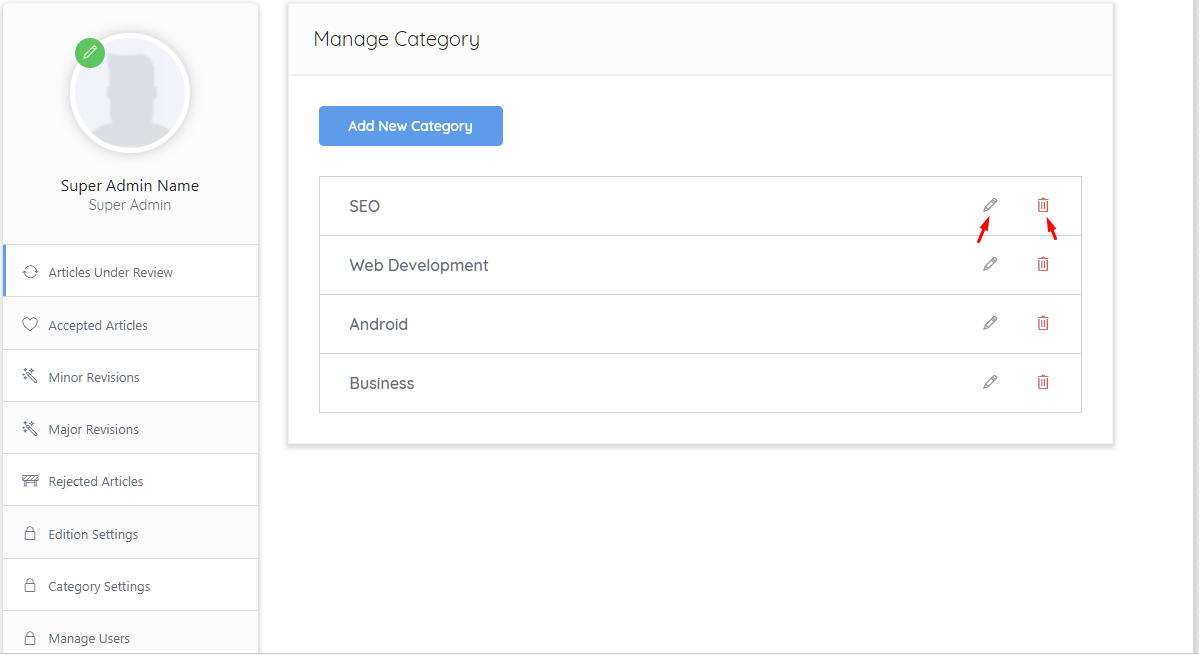 Super Admin Name
Super Admin
Articles Under Review
Accepted Articles
Minor Revisions
Major Revisions
Rejected Articles
Edition Settings
Category Settings
Manage Users
Manage Category
Add New Category
SEO
Web Development
Android
Business